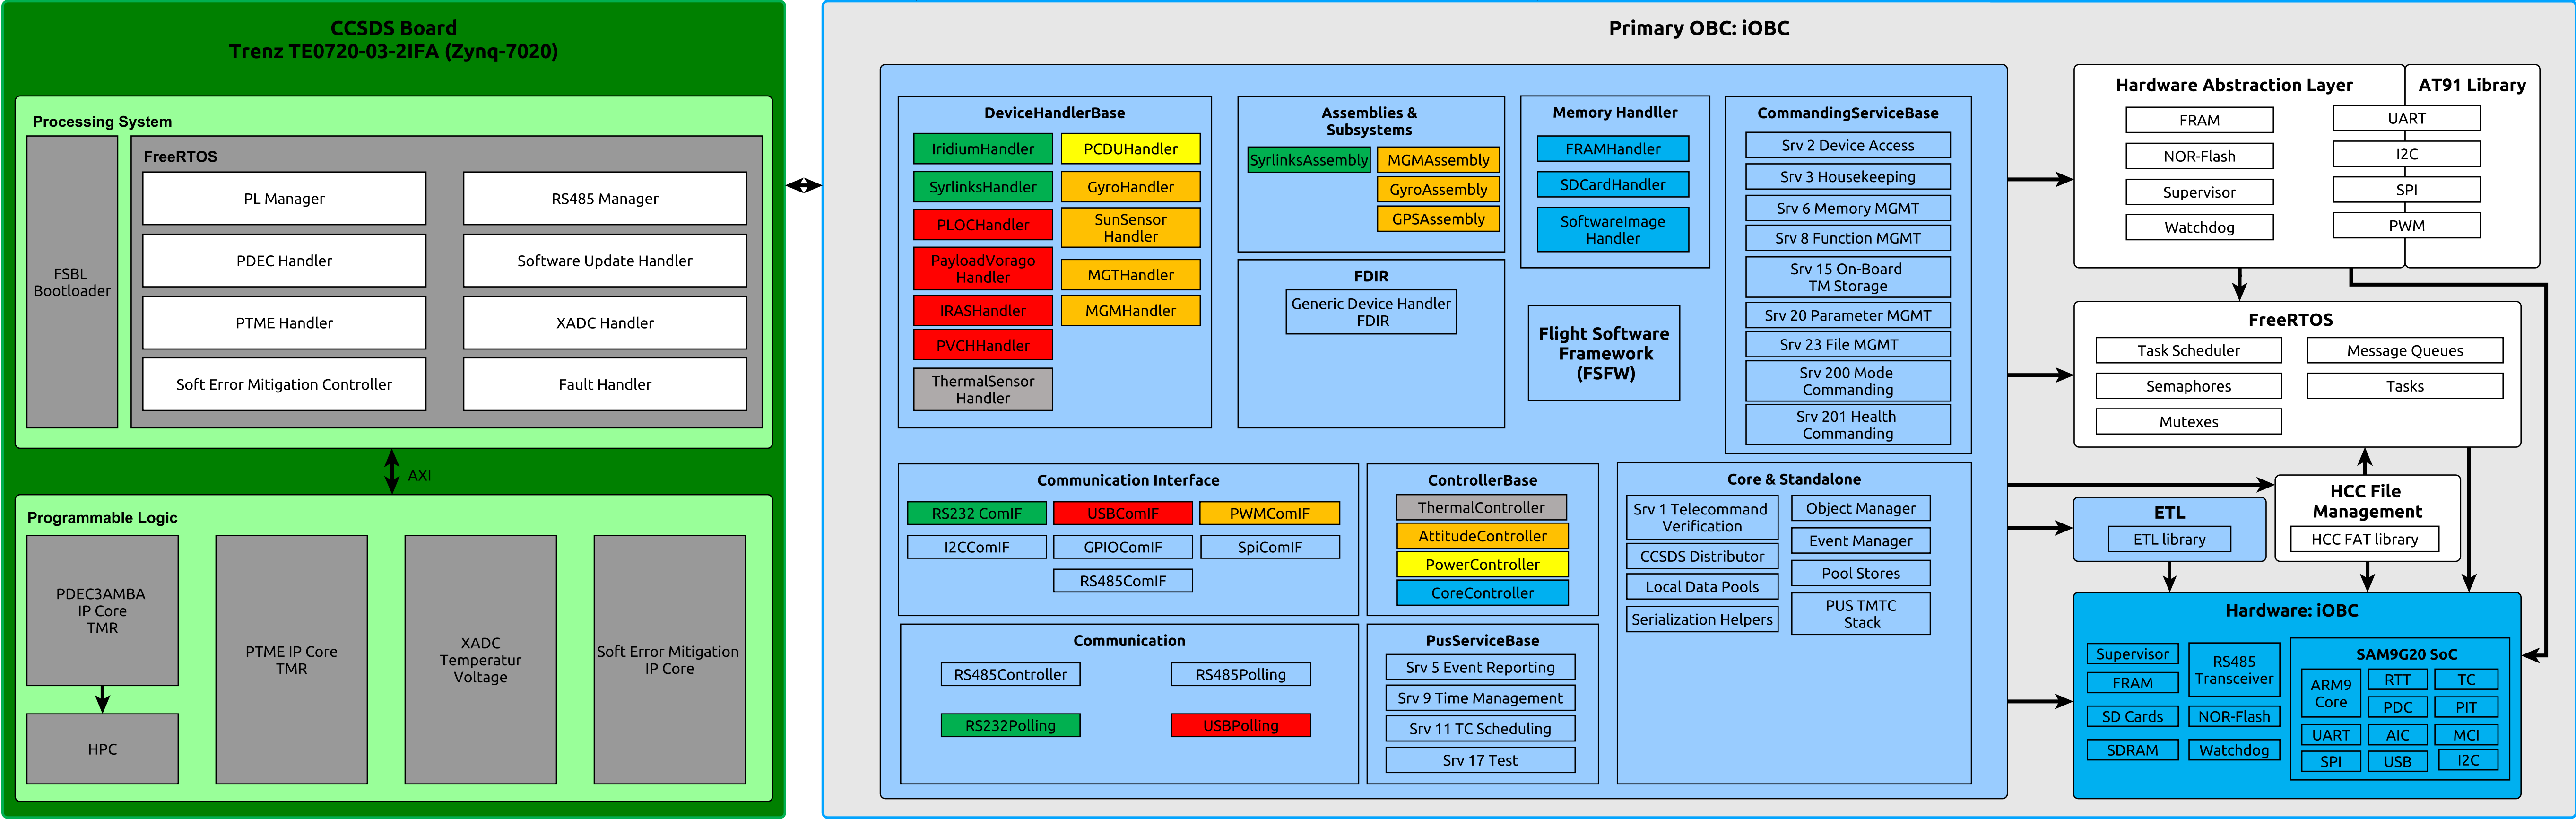 CCSDS Board
Trenz TE0720-03-2IFA (Zynq-7020)
Processing System
FSBL
Bootloader
FreeRTOS
PL Manager
RS485 Manager
PDEC Handler
Software Update Handler
PTME Handler
XADC Handler
Soft Error Mitigation Controller
Fault Handler
AXI
Programmable Logic
PDEC3AMBA
IP Core
TMR
HPC
PTME IP Core
TMR
XADC
Temperatur
Voltage
Soft Error Mitigation
IP Core
Primary OBC: iOBC
DeviceHandlerBase
IridiumHandler
PCDUHandler
SyrlinksHandler
GyroHandler
PLOCHandler
SunSensor
Handler
PayloadVorago
Handler
MGTHandler
IRASHandler
MGMHandler
PVCHHandler
ThermalSensor
Handler
Assemblies &
Subsystems
SyrlinksAssembly
MGMAssembly
GyroAssembly
GPSAssembly
FDIR
Generic Device Handler
FDIR
Memory Handler
FRAMHandler
SDCardHandler
SoftwareImage
Handler
Flight Software
Framework
(FSFW)
CommandingServiceBase
Srv 2 Device Access
Srv 3 Housekeeping
Srv 6 Memory MGMT
Srv 8 Function MGMT
Srv 15 On-Board
TM Storage
Srv 20 Parameter MGMT
Srv 23 File MGMT
Srv 200 Mode
Commanding
Srv 201 Health
Commanding
Communication Interface
RS232 ComIF
USBComIF
PWMComIF
I2CComIF
GPIOComIF
SpiComIF
RS485ComIF
ControllerBase
ThermalController
AttitudeController
PowerController
CoreController
Core & Standalone
Srv 1 Telecommand
Verification
Object Manager
Event Manager
CCSDS Distributor
Pool Stores
Local Data Pools
PUS TMTC
Stack
Serialization Helpers
Communication
RS485Controller
RS485Polling
RS232Polling
USBPolling
PusServiceBase
Srv 5 Event Reporting
Srv 9 Time Management
Srv 11 TC Scheduling
Srv 17 Test
Hardware Abstraction Layer
AT91 Library
FRAM
UART
NOR-Flash
I2C
Supervisor
SPI
Watchdog
PWM
FreeRTOS
Task Scheduler
Message Queues
Semaphores
Tasks
Mutexes
ETL
ETL library
HCC File
Management
HCC FAT library
Hardware: iOBC
Supervisor
RS485
Transceiver
FRAM
SD Cards
NOR-Flash
SDRAM
Watchdog
SAM9G20 SoC
ARM9
Core
RTT
TC
PDC
PIT
UART
AIC
MCI
SPI
USB
I2C